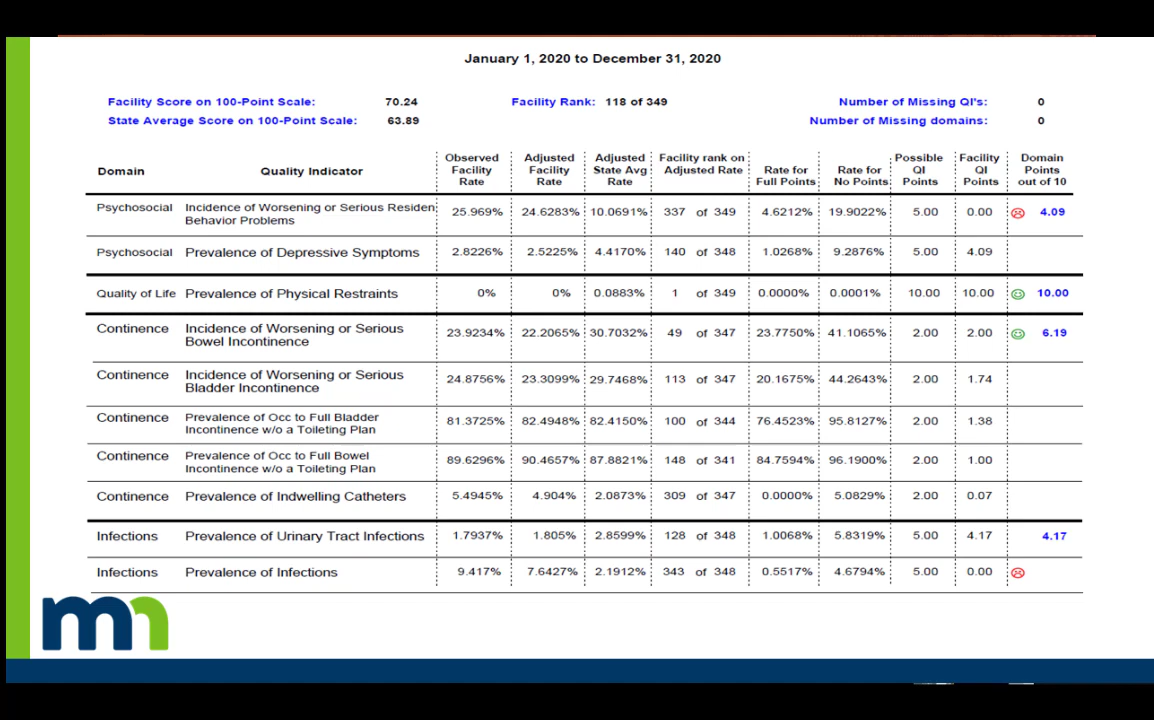 January 1, 2020 to December 31, 2020
Facility Score on 100-Point Scale: 70.24 Facility Rank: 118 of 349 Number of Missing QI's: 0
State Average Score on 100-Point Scale: 63.89 Number of Missing domains: 0
Domain Quality Indicator Observed Facility Rate Adjusted Facility Rate Adjusted State Avg Rate Facility rank on Adjusted Rate Rate for Full Points Rate for No Points Possible QI Points Facility QI Points Domain Points out of 10
Psychosocial Incidence of Worsening or Serious Residen 25.969% 24.6283% 10.0691% 337 of 349 4.6212% 19.9022% 5.00 0.00 4.09
Behavior Problems
Psychosocial Prevalence of Depressive Symptoms 2.8226% 2.5225% 4.4170% 140 of 348 1.0268% 9.2876% 5.00 4.09
Quality of Life Prevalence of Physical Restraints 0% 0% 0.0883% 1 of 349 0.0000% 0.0001% 10.00 10.00 10.00
Continence Incidence of Worsening or Serious 23.9234% 22.2065% 30.7032% 49 of 347 23.7750% 41.1065% 2.00 2.00 6.19
Bowel Incontinence
Continence Incidence of Worsening or Serious 24.8756% 23.3099% 29.7468% 113 of 347 20.1675% 44.2643% 2.00 1.74
Bladder Incontinence
Continence Prevalence of Occ to Full Bladder 81.3725% 82.4948% 82.4150% 100 of 344 76.4523% 95.8127% 2.00 1.38
Incontinence w/o a Toileting Plan
Continence Prevalence of Occ to Full Bowel 89.6296% 90.4657% 87.8821% 148 of 341 84.7594% 96.1900% 2.00 1.00
Incontinence w/o a Toileting Plan
Continence Prevalence of Indwelling Catheters 5.4945% 4.904% 2.0873% 309 of 347 0.0000% 5.0829% 2.00 0.07
Infections Prevalence of Urinary Tract Infections 1.7937% 1.805% 2.8599% 128 of 348 1.0068% 5.8319% 5.00 4.17 4.17
Infections Prevalence of Infections 9.417% 7.6427% 2.1912% 343 of 348 0.5517% 4.6794% 5.00 0.00
mn